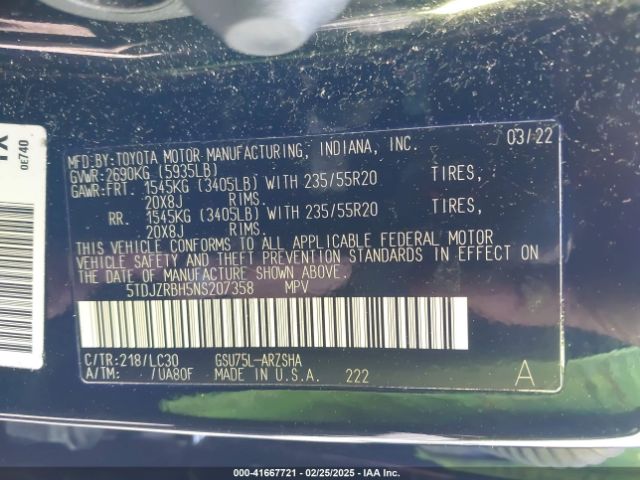 MFD.BY:TOYOTA MOTOR MANUFACTURING, INDIANA, INC. 03/22
GVWR:2690KG (5935LB)
GAWR:FRT. 1545KG (3405LB) WITH 235/55R20 TIRES,
20X8J RIMS.
RR. 1545KG (3405LB) WITH 235/55R20 TIRES,
20X8J RIMS.
THIS VEHICLE CONFORMS TO ALL APPLICABLE FEDERAL MOTOR
VEHICLE SAFETY AND THEFT PREVENTION STANDARDS IN EFFECT ON
THE DATE OF MANUFACTURE SHOWN ABOVE.
5TDJZRBH5NS207358 MPV
C/TR:218/LC30 GSU75L-ARZSHA
A/TM: /UA80F MADE IN U.S.A. 222 A
0E740
000-41667721 - 02/25/2025 - IAA Inc.